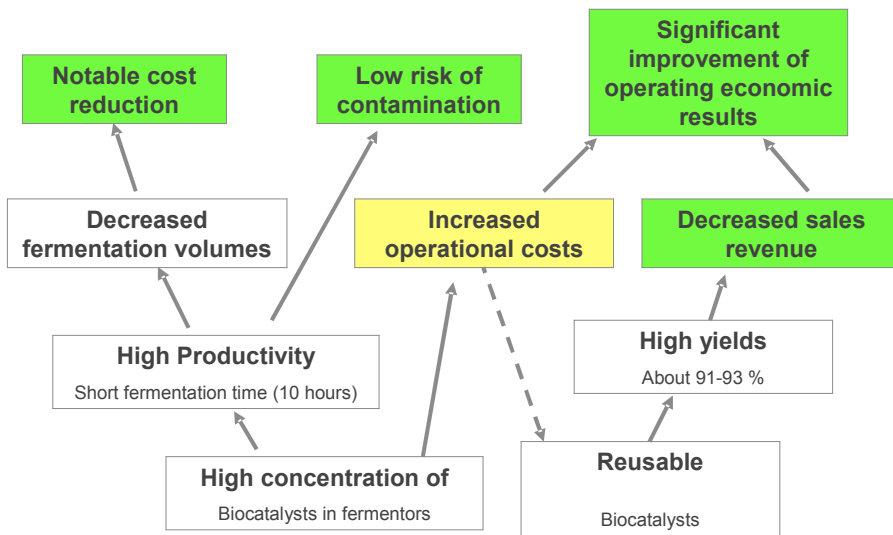 Significant
improvement of
operating economic
results
Notable cost
reduction
Low risk of
contamination
Decreased
fermentation volumes
Increased
operational costs
Decreased sales
revenue
High Productivity
Short fermentation time (10 hours)
High yields
About 91-93 %
High concentration of
Biocatalysts in fermentors
Reusable
Biocatalysts